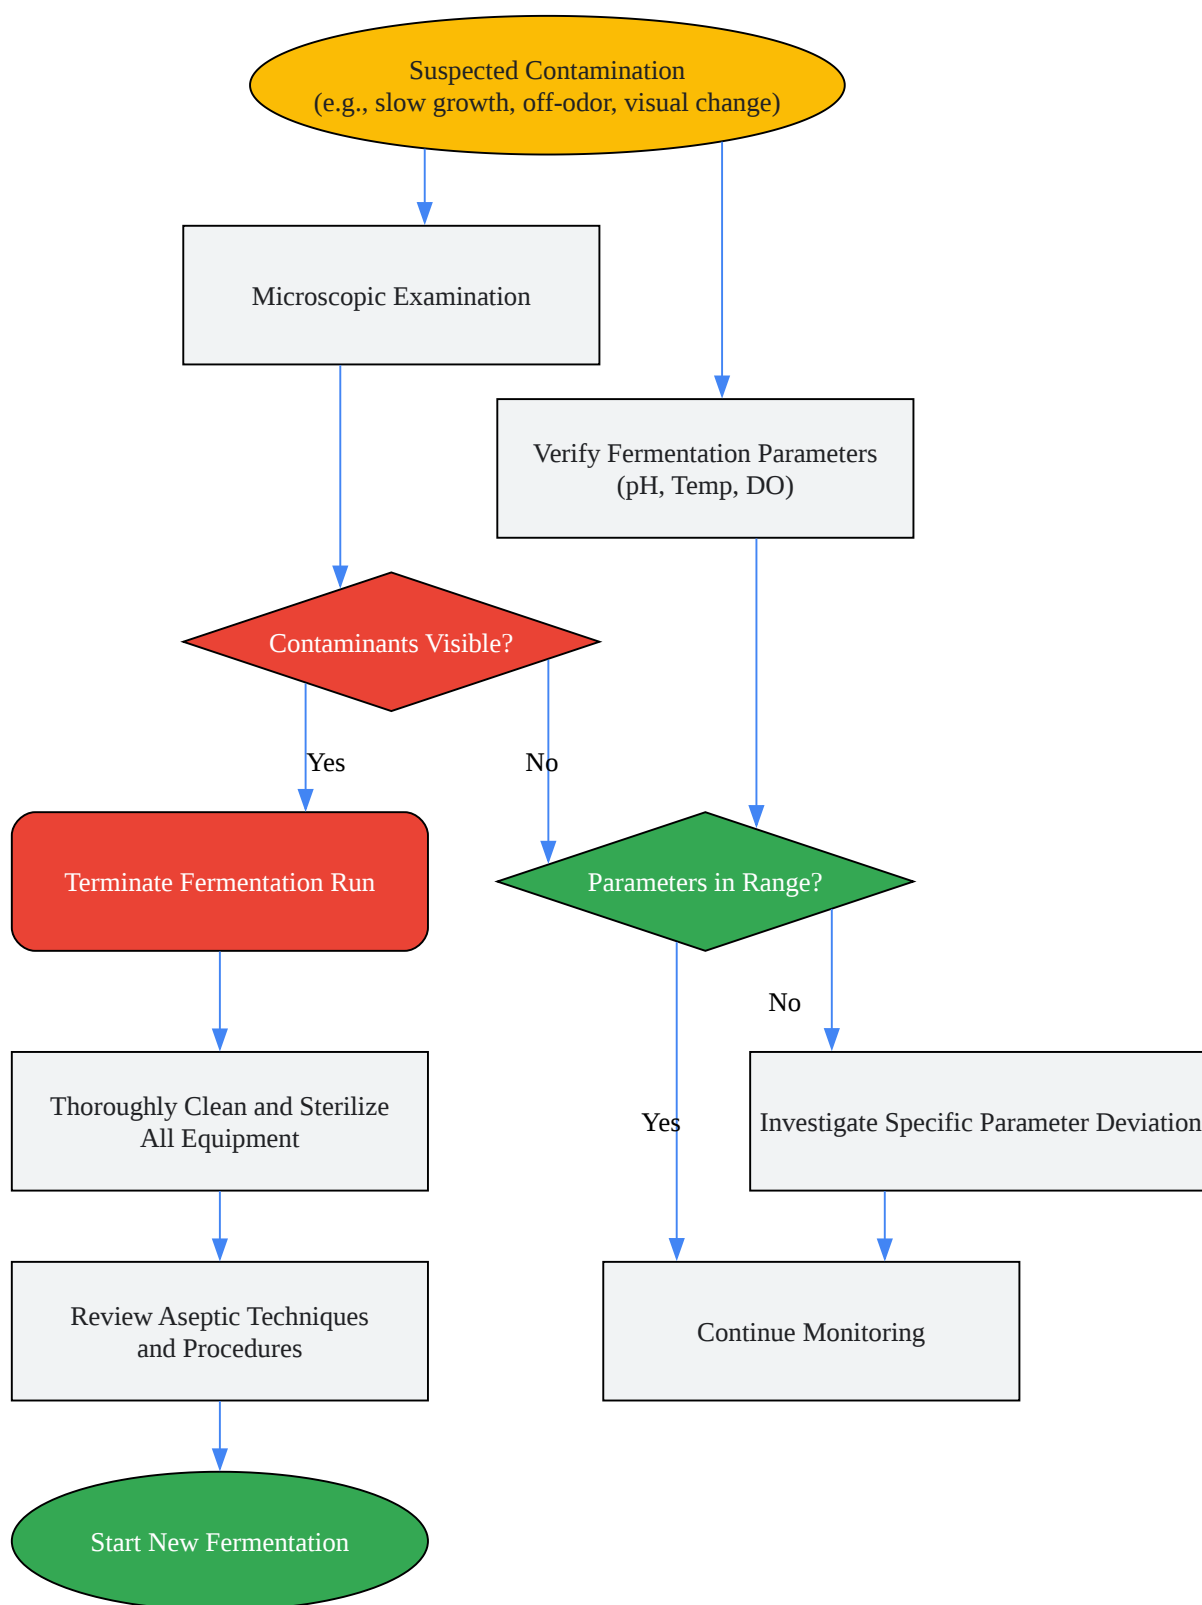 Suspected Contamination
(e.g., slow growth, off-odor, visual change)
Microscopic Examination
Verify Fermentation Parameters
(pH, Temp, DO)
Contaminants Visible?
Yes
No
Terminate Fermentation Run
Parameters in Range?
No
Thoroughly Clean and Sterilize
All Equipment
Yes
Investigate Specific Parameter Deviation
Review Aseptic Techniques
and Procedures
Continue Monitoring
Start New Fermentation